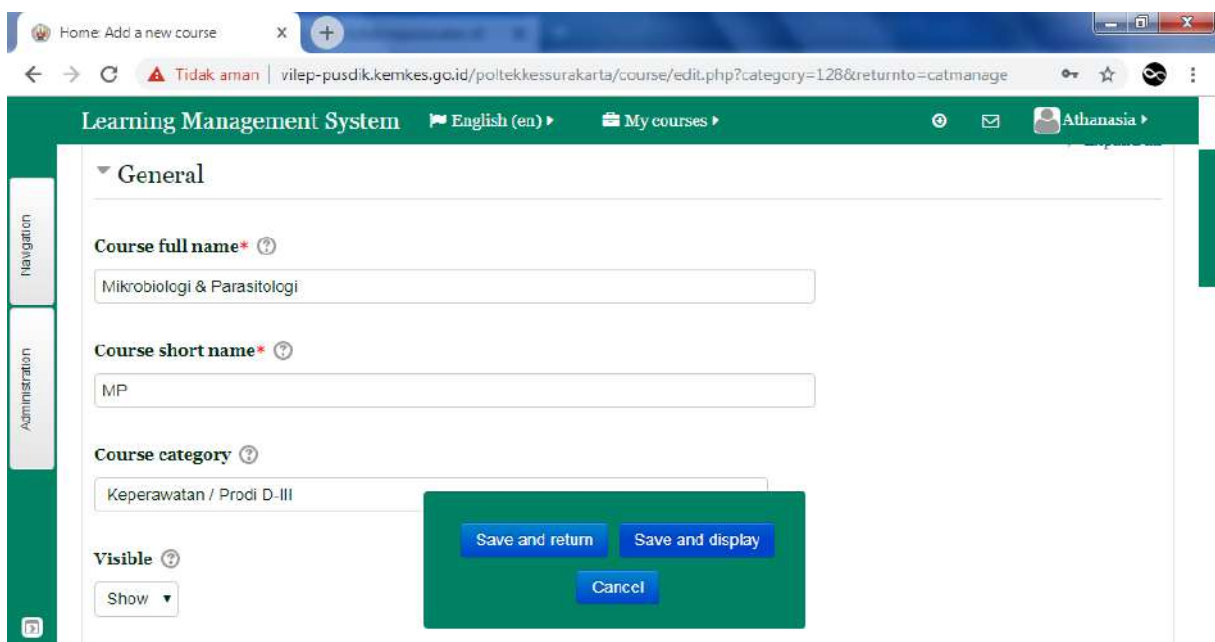 Home: Add a new course
Tidak aman | vilep-pusdik.kemkes.go.id/poltekkessurakarta/course/edit.php?category=128&returnto=catmanage
Learning Management System English (en) My courses Athanasia
General
Navigation
Course full name*
Mikrobiologi & Parasitologi
Course short name*
MP
Administration
Course category
Keperawatan / Prodi D-III
Save and return Save and display
Visible
Cancel
Show